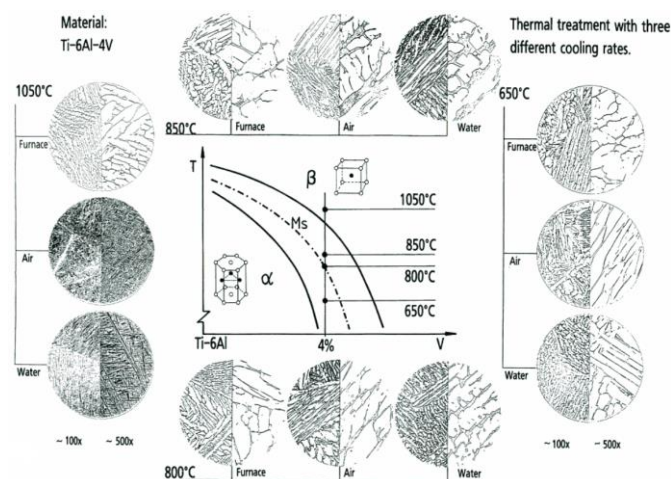 Material:
Ti-6Al-4V
Thermal treatment with three
different cooling rates.
1050°C
Furnace
Air
Water
~ 100x ~ 500x
850°C
Furnace
Air
Water
650°C
Furnace
Air
Water
~ 100x ~ 500x
T
β
Ms
α
1050°C
850°C
800°C
650°C
Ti-6Al
4%
V
800°C
Furnace
Air
Water